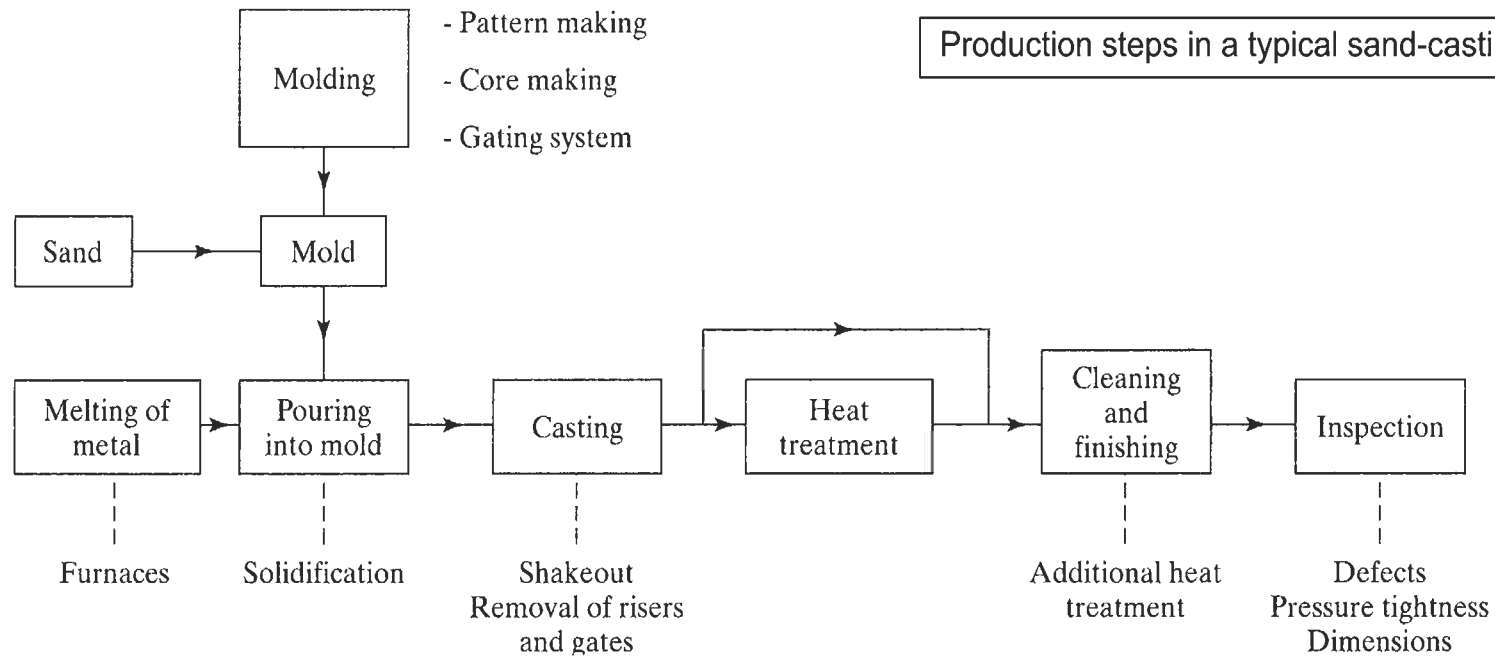 Production steps in a typical sand-casti
Molding
- Pattern making
- Core making
- Gating system
Sand
Mold
Melting of
metal
Pouring
into mold
Casting
Heat
treatment
Cleaning
and
finishing
Inspection
Furnaces
Solidification
Shakeout
Removal of risers
and gates
Additional heat
treatment
Defects
Pressure tightness
Dimensions